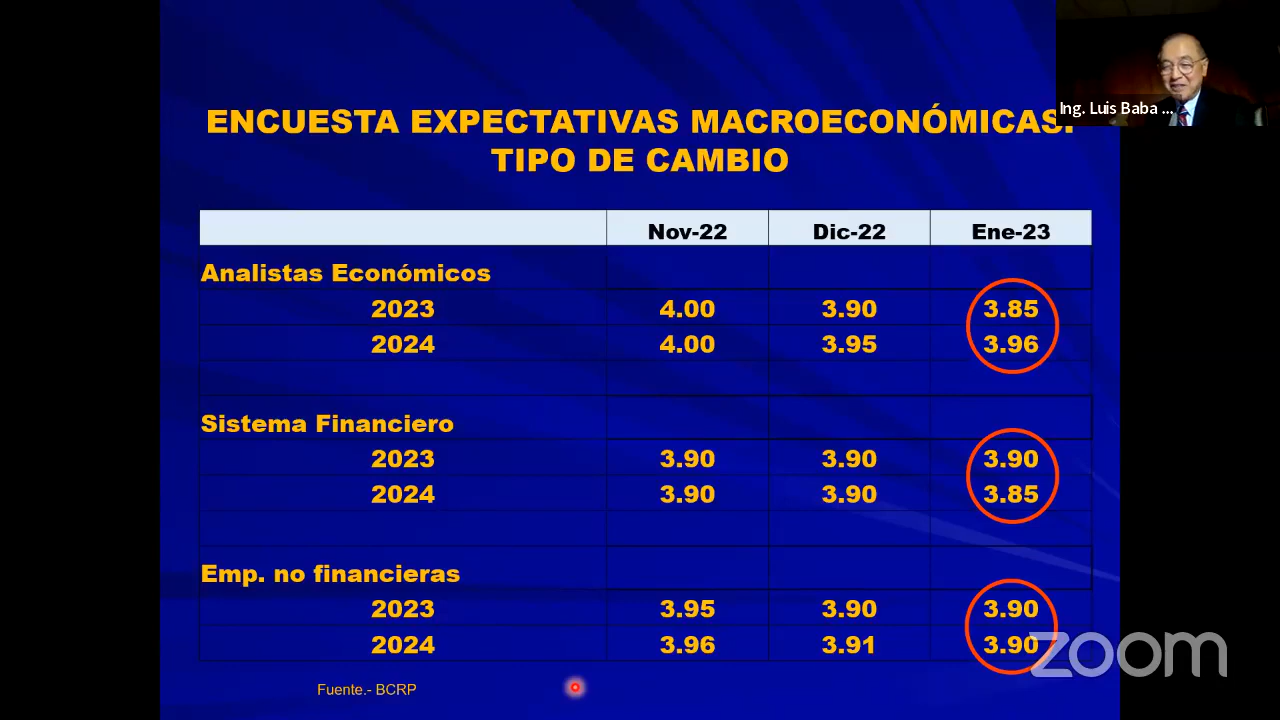 Ing. Luis Baba ...
ENCUESTA EXPECTATIVAS MACROECONÓMICAS:
TIPO DE CAMBIO
Nov-22 Dic-22 Ene-23
Analistas Económicos
2023 4.00 3.90 3.85
2024 4.00 3.95 3.96
Sistema Financiero
2023 3.90 3.90 3.90
2024 3.90 3.90 3.85
Emp. no financieras
2023 3.95 3.90 3.90
2024 3.96 3.91 3.90
zoom
Fuente.- BCRP